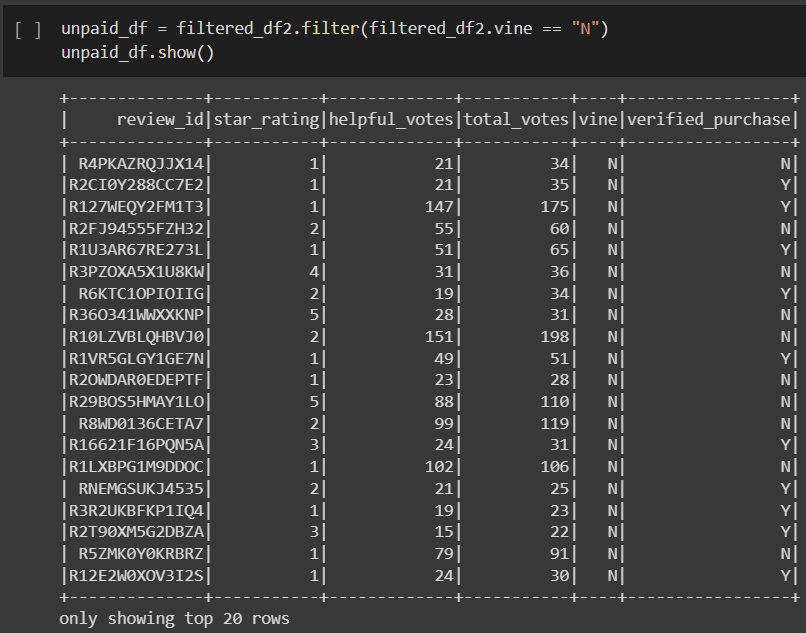 [ ] unpaid_df = filtered_df2.filter(filtered_df2.vine == "N")
unpaid_df.show()
+--------------+-----------+-------------+-----------+----+-----------------+
|     review_id|star_rating|helpful_votes|total_votes|vine|verified_purchase|
+--------------+-----------+-------------+-----------+----+-----------------+
| R4PKAZRQJJX14|          1|           21|         34|   N|                N|
|R2CI0Y288CC7E2|          1|           21|         35|   N|                Y|
|R127WEQY2FM1T3|          1|          147|        175|   N|                Y|
|R2FJ94555FZH32|          2|           55|         60|   N|                N|
|R1U3AR67RE273L|          1|           51|         65|   N|                Y|
|R3PZOXA5X1U8KW|          4|           31|         36|   N|                N|
| R6KTC1OPIOIIG|          2|           19|         34|   N|                Y|
|R36O341WWXXKNP|          5|           28|         31|   N|                N|
|R10LZVBLQHBVJ0|          2|          151|        198|   N|                N|
|R1VR5GLGY1GE7N|          1|           49|         51|   N|                Y|
|R2OWDAR0EDEPTF|          1|           23|         28|   N|                N|
|R29BOS5HMAY1LO|          5|           88|        110|   N|                N|
| R8WD0136CETA7|          2|           99|        119|   N|                N|
|R16621F16PQN5A|          3|           24|         31|   N|                Y|
|R1LXBPG1M9DDOC|          1|          102|        106|   N|                N|
| RNEMGSUKJ4535|          2|           21|         25|   N|                Y|
|R3R2UKBFKP1IQ4|          1|           19|         23|   N|                Y|
|R2T90XM5G2DBZA|          3|           15|         22|   N|                Y|
| R5ZMK0Y0KRBRZ|          1|           79|         91|   N|                N|
|R12E2W0XOV3I2S|          1|           24|         30|   N|                Y|
+--------------+-----------+-------------+-----------+----+-----------------+
only showing top 20 rows